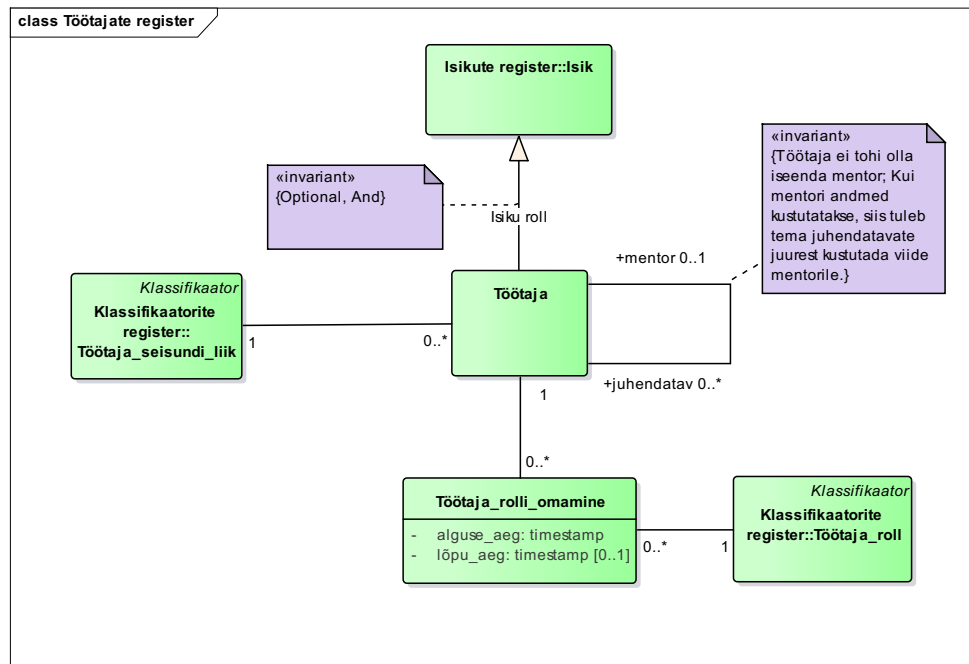 class Töötajate register
Isikute register::Isik
«invariant»
{Töötaja ei tohi olla
iseenda mentor; Kui
mentori andmed
kustutatakse, siis tuleb
tema juhendatavate
juurest kustutada viide
mentorile.}
«invariant»
{Optional, And}
Isiku roll
+mentor 0..1
Töötaja
Klassifikaator
Klassifikaatorite
register::
Töötaja_seisundi_liik
1
0..*
+juhendatav 0..*
1
0..*
Töötaja_rolli_omamine
- alguse_aeg: timestamp
- lõpu_aeg: timestamp [0..1]
0..*
1
Klassifikaator
Klassifikaatorite
register::Töötaja_roll